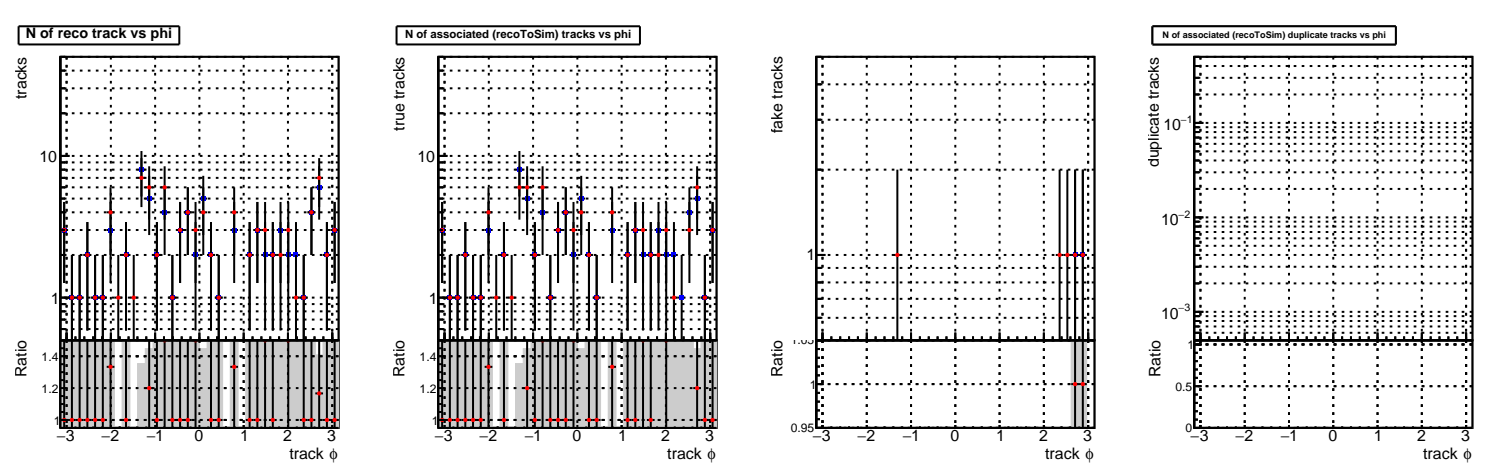 N of reco track vs phi
tracks
10
1
Ratio
1.4
1.2
1
−3 −2 −1 0 1 2 3
track ϕ
N of associated (recoToSim) tracks vs phi
true tracks
10
1
Ratio
1.4
1.2
1
−3 −2 −1 0 1 2 3
track ϕ
fake tracks
1
Ratio
1.05
1
0.95
−3 −2 −1 0 1 2 3
track ϕ
N of associated (recoToSim) duplicate tracks vs phi
duplicate tracks
10⁻¹
10⁻²
10⁻³
Ratio
1
0.5
0
−3 −2 −1 0 1 2 3
track ϕ